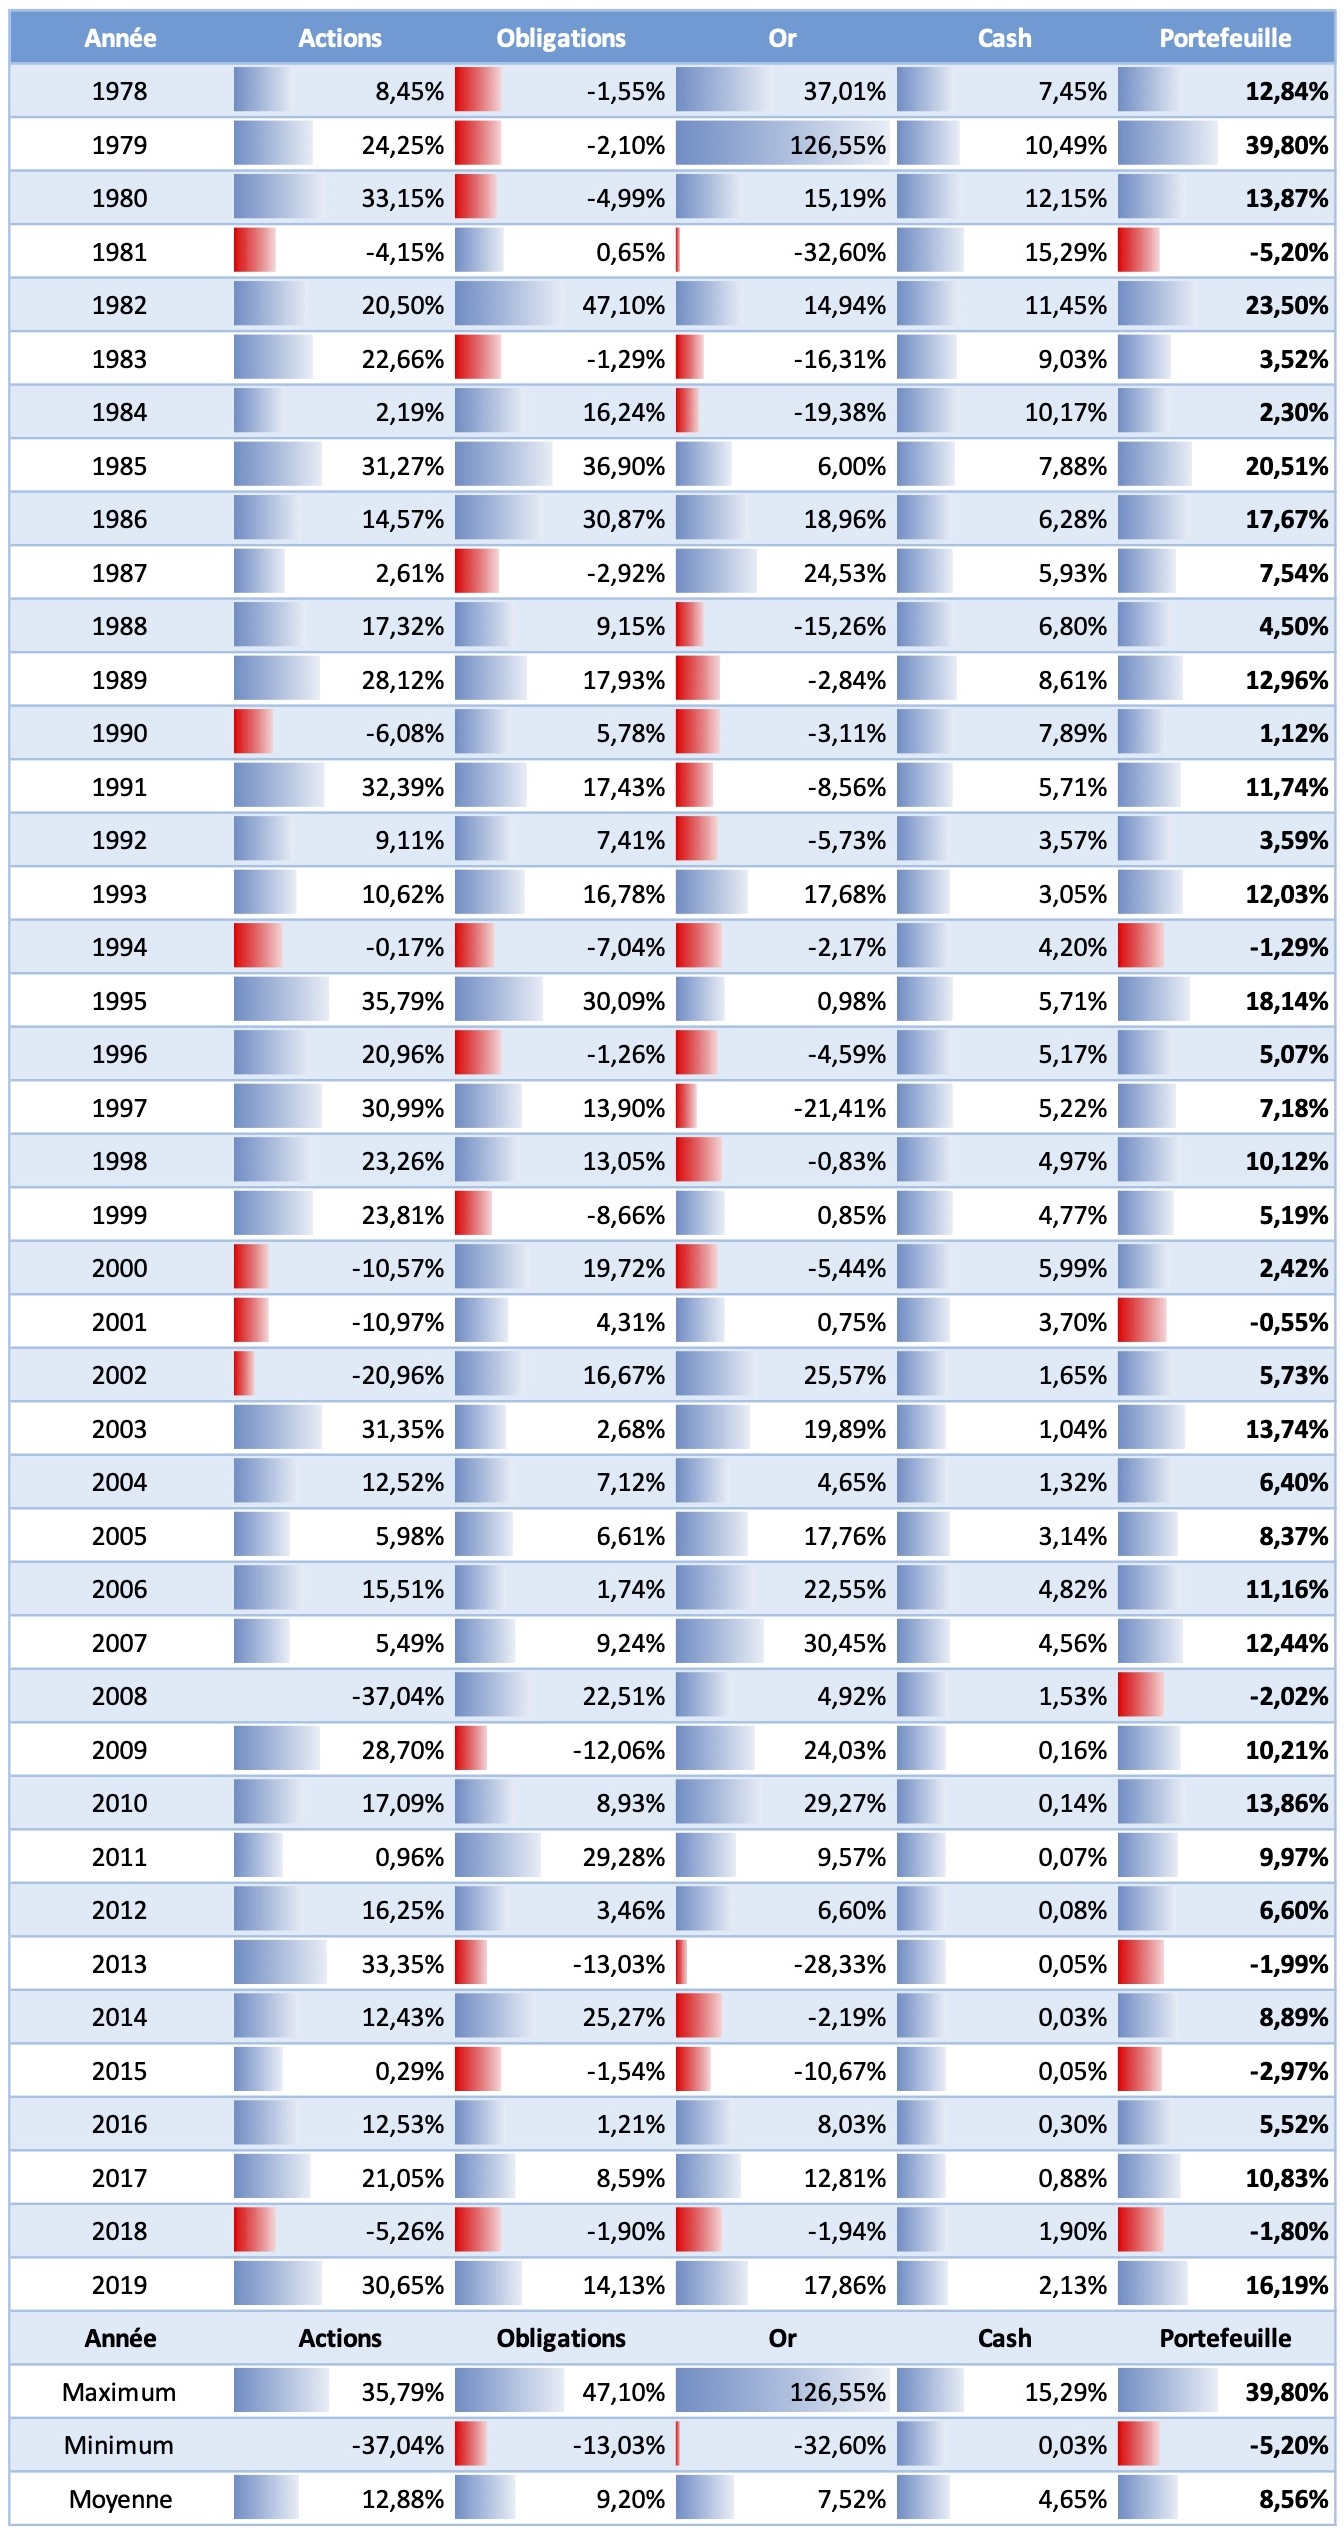 Année Actions Obligations Or Cash Portefeuille
1978 8,45% -1,55% 37,01% 7,45% 12,84%
1979 24,25% -2,10% 126,55% 10,49% 39,80%
1980 33,15% -4,99% 15,19% 12,15% 13,87%
1981 -4,15% 0,65% -32,60% 15,29% -5,20%
1982 20,50% 47,10% 14,94% 11,45% 23,50%
1983 22,66% -1,29% -16,31% 9,03% 3,52%
1984 2,19% 16,24% -19,38% 10,17% 2,30%
1985 31,27% 36,90% 6,00% 7,88% 20,51%
1986 14,57% 30,87% 18,96% 6,28% 17,67%
1987 2,61% -2,92% 24,53% 5,93% 7,54%
1988 17,32% 9,15% -15,26% 6,80% 4,50%
1989 28,12% 17,93% -2,84% 8,61% 12,96%
1990 -6,08% 5,78% -3,11% 7,89% 1,12%
1991 32,39% 17,43% -8,56% 5,71% 11,74%
1992 9,11% 7,41% -5,73% 3,57% 3,59%
1993 10,62% 16,78% 17,68% 3,05% 12,03%
1994 -0,17% -7,04% -2,17% 4,20% -1,29%
1995 35,79% 30,09% 0,98% 5,71% 18,14%
1996 20,96% -1,26% -4,59% 5,17% 5,07%
1997 30,99% 13,90% -21,41% 5,22% 7,18%
1998 23,26% 13,05% -0,83% 4,97% 10,12%
1999 23,81% -8,66% 0,85% 4,77% 5,19%
2000 -10,57% 19,72% -5,44% 5,99% 2,42%
2001 -10,97% 4,31% 0,75% 3,70% -0,55%
2002 -20,96% 16,67% 25,57% 1,65% 5,73%
2003 31,35% 2,68% 19,89% 1,04% 13,74%
2004 12,52% 7,12% 4,65% 1,32% 6,40%
2005 5,98% 6,61% 17,76% 3,14% 8,37%
2006 15,51% 1,74% 22,55% 4,82% 11,16%
2007 5,49% 9,24% 30,45% 4,56% 12,44%
2008 -37,04% 22,51% 4,92% 1,53% -2,02%
2009 28,70% -12,06% 24,03% 0,16% 10,21%
2010 17,09% 8,93% 29,27% 0,14% 13,86%
2011 0,96% 29,28% 9,57% 0,07% 9,97%
2012 16,25% 3,46% 6,60% 0,08% 6,60%
2013 33,35% -13,03% -28,33% 0,05% -1,99%
2014 12,43% 25,27% -2,19% 0,03% 8,89%
2015 0,29% -1,54% -10,67% 0,05% -2,97%
2016 12,53% 1,21% 8,03% 0,30% 5,52%
2017 21,05% 8,59% 12,81% 0,88% 10,83%
2018 -5,26% -1,90% -1,94% 1,90% -1,80%
2019 30,65% 14,13% 17,86% 2,13% 16,19%
Année Actions Obligations Or Cash Portefeuille
Maximum 35,79% 47,10% 126,55% 15,29% 39,80%
Minimum -37,04% -13,03% -32,60% 0,03% -5,20%
Moyenne 12,88% 9,20% 7,52% 4,65% 8,56%